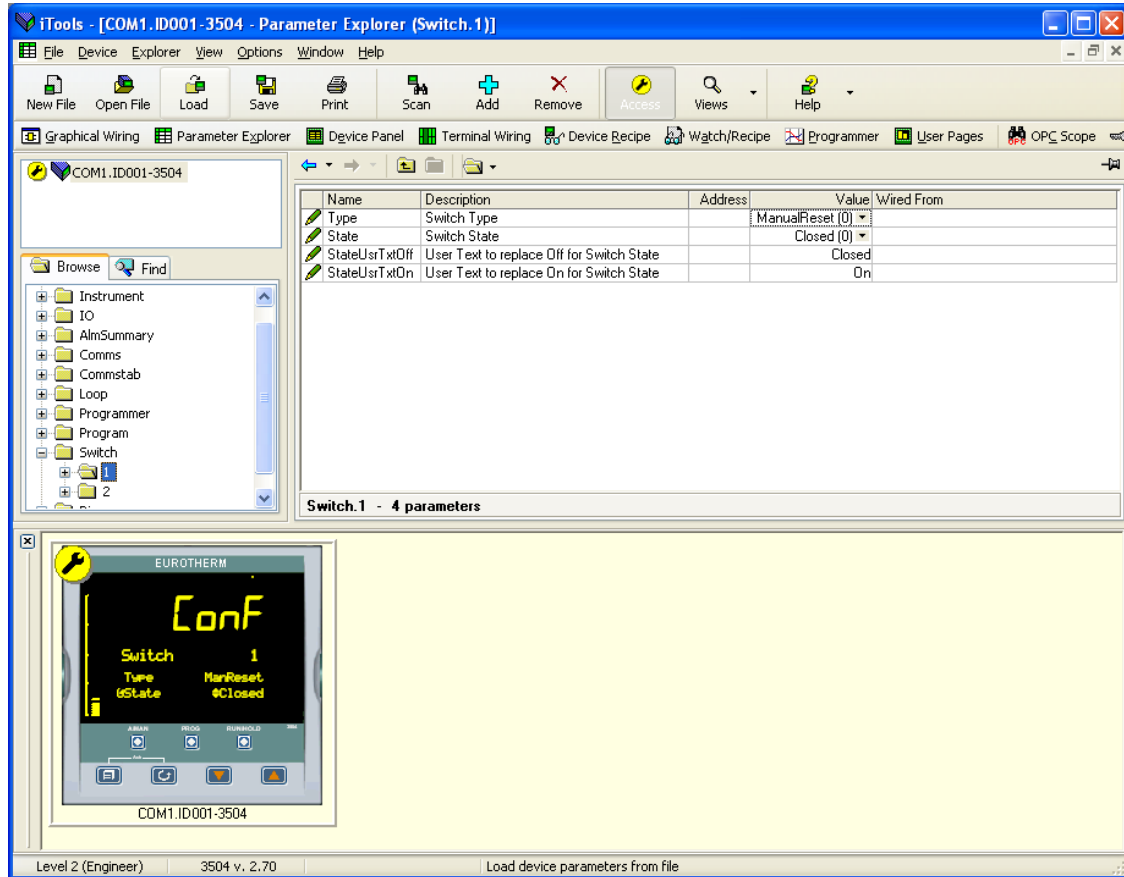 iTools - [COM1.ID001-3504 - Parameter Explorer (Switch.1)]
File Device Explorer View Options Window Help
New File Open File Load Save Print Scan Add Remove Access Views Help
Graphical Wiring Parameter Explorer Device Panel Terminal Wiring Device Recipe Watch/Recipe Programmer User Pages OPC Scope
COM1.ID001-3504
Browse Find
Instrument
IO
AlmSummary
Comms
Commstab
Loop
Programmer
Program
Switch
1
2
Name Description Address Value Wired From
Type Switch Type ManualReset (0)
State Switch State Closed (0)
StateUsrTxtOff User Text to replace Off for Switch State Closed
StateUsrTxtOn User Text to replace On for Switch State On
Switch.1 - 4 parameters
EUROTHERM
ConF
Switch 1
Type ManReset
State Closed
PROG RUN/HOLD
COM1.ID001-3504
Level 2 (Engineer) 3504 v. 2.70 Load device parameters from file